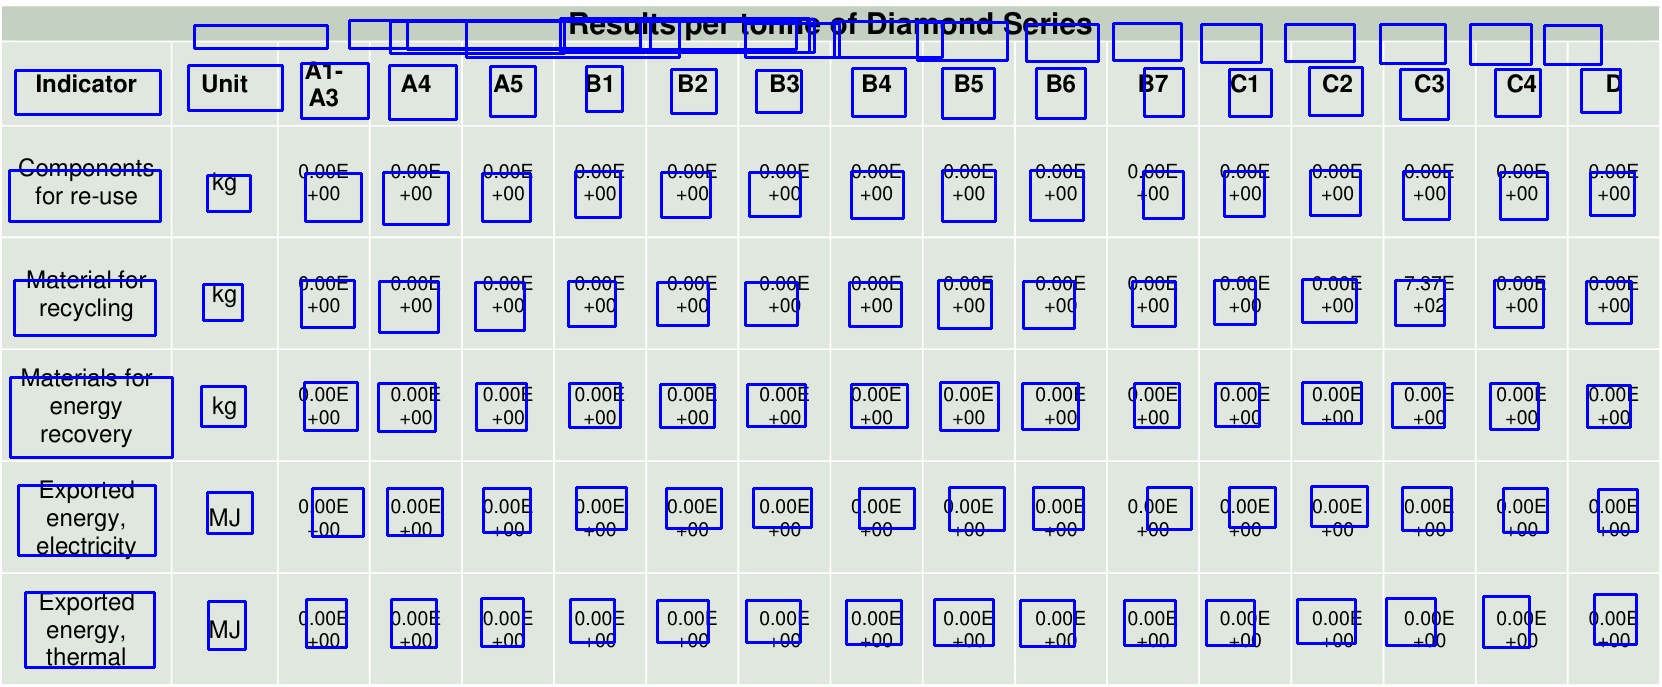 Results per tonne of Diamond Series
Indicator Unit A1-A3 A4 A5 B1 B2 B3 B4 B5 B6 B7 C1 C2 C3 C4 D
Components for re-use kg 0.00E+00 0.00E+00 0.00E+00 0.00E+00 0.00E+00 0.00E+00 0.00E+00 0.00E+00 0.00E+00 0.00E+00 0.00E+00 0.00E+00 0.00E+00 0.00E+00 0.00E+00
Material for recycling kg 0.00E+00 0.00E+00 0.00E+00 0.00E+00 0.00E+00 0.00E+00 0.00E+00 0.00E+00 0.00E+00 0.00E+00 0.00E+00 0.00E+00 7.37E+02 0.00E+00 0.00E+00
Materials for energy recovery kg 0.00E+00 0.00E+00 0.00E+00 0.00E+00 0.00E+00 0.00E+00 0.00E+00 0.00E+00 0.00E+00 0.00E+00 0.00E+00 0.00E+00 0.00E+00 0.00E+00 0.00E+00
Exported energy, electricity MJ 0.00E+00 0.00E+00 0.00E+00 0.00E+00 0.00E+00 0.00E+00 0.00E+00 0.00E+00 0.00E+00 0.00E+00 0.00E+00 0.00E+00 0.00E+00 0.00E+00 0.00E+00
Exported energy, thermal MJ 0.00E+00 0.00E+00 0.00E+00 0.00E+00 0.00E+00 0.00E+00 0.00E+00 0.00E+00 0.00E+00 0.00E+00 0.00E+00 0.00E+00 0.00E+00 0.00E+00 0.00E+00